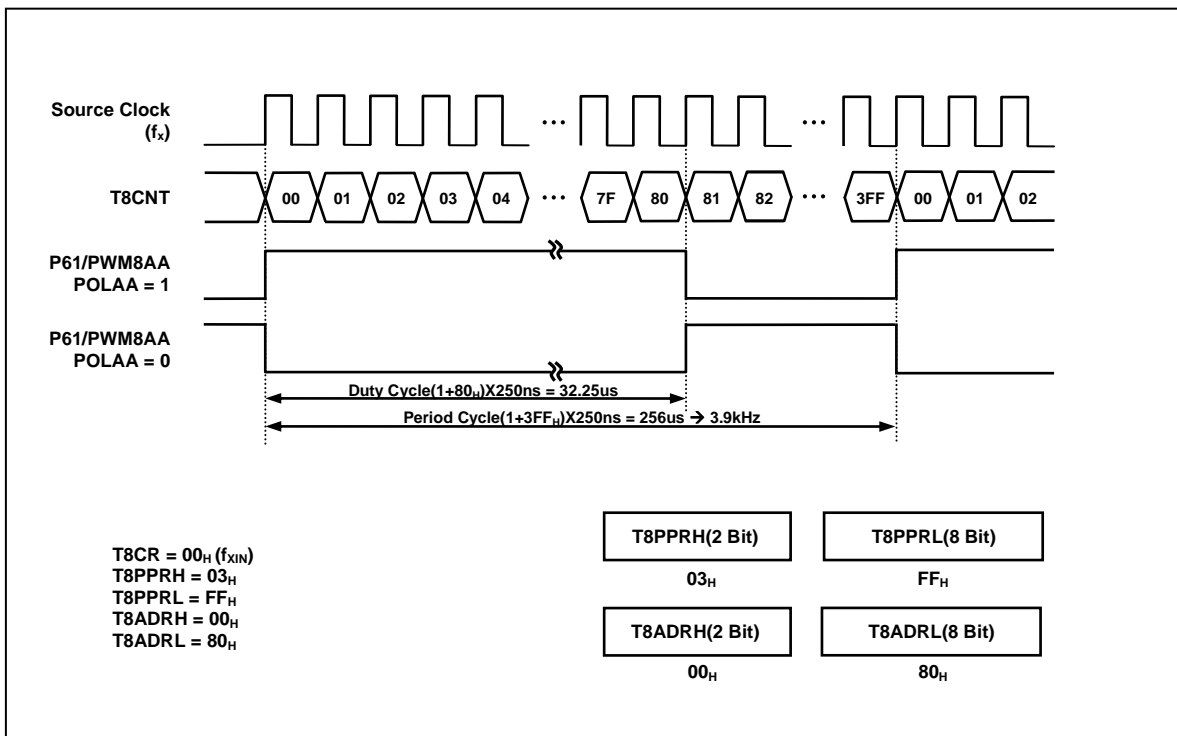 Source Clock
(fx)
T8CNT
00 01 02 03 04 ··· 7F 80 81 82 ··· 3FF 00 01 02
P61/PWM8AA
POLAA = 1
P61/PWM8AA
POLAA = 0
Duty Cycle(1+80H)X250ns = 32.25us
Period Cycle(1+3FFH)X250ns = 256us → 3.9kHz
T8CR = 00H (fXIN)
T8PPRH = 03H
T8PPRL = FFH
T8ADRH = 00H
T8ADRL = 80H
T8PPRH(2 Bit) T8PPRL(8 Bit)
03H FFH
T8ADRH(2 Bit) T8ADRL(8 Bit)
00H 80H